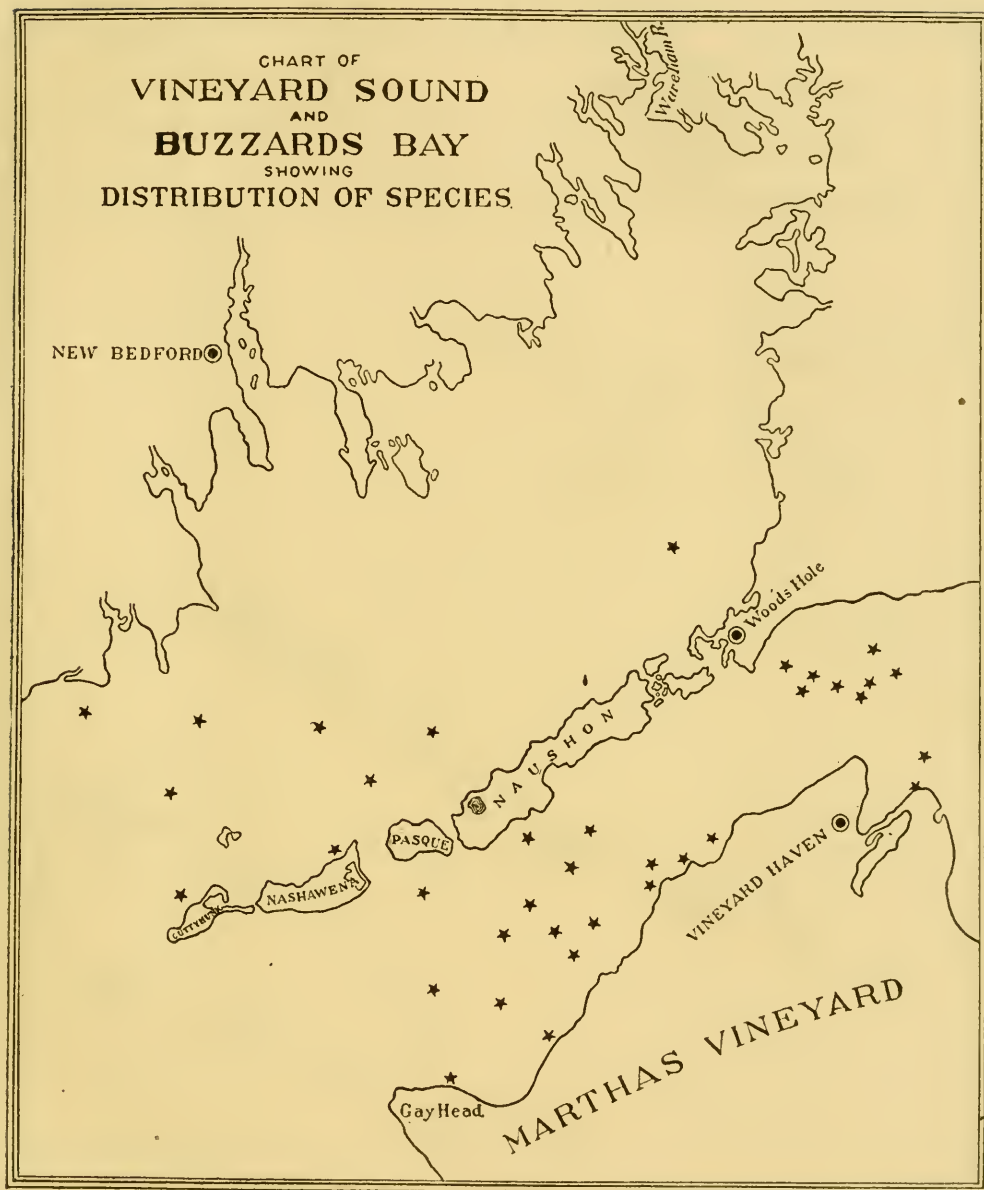 CHART OF
VINEYARD SOUND
AND
BUZZARDS BAY
SHOWING
DISTRIBUTION OF SPECIES
Wareham R.
NEW BEDFORD
Woods Hole
NAUSHON
PASQUE
NASHAWENA
CUTTYHUNK
VINEYARD HAVEN
MARTHAS VINEYARD
Gay Head